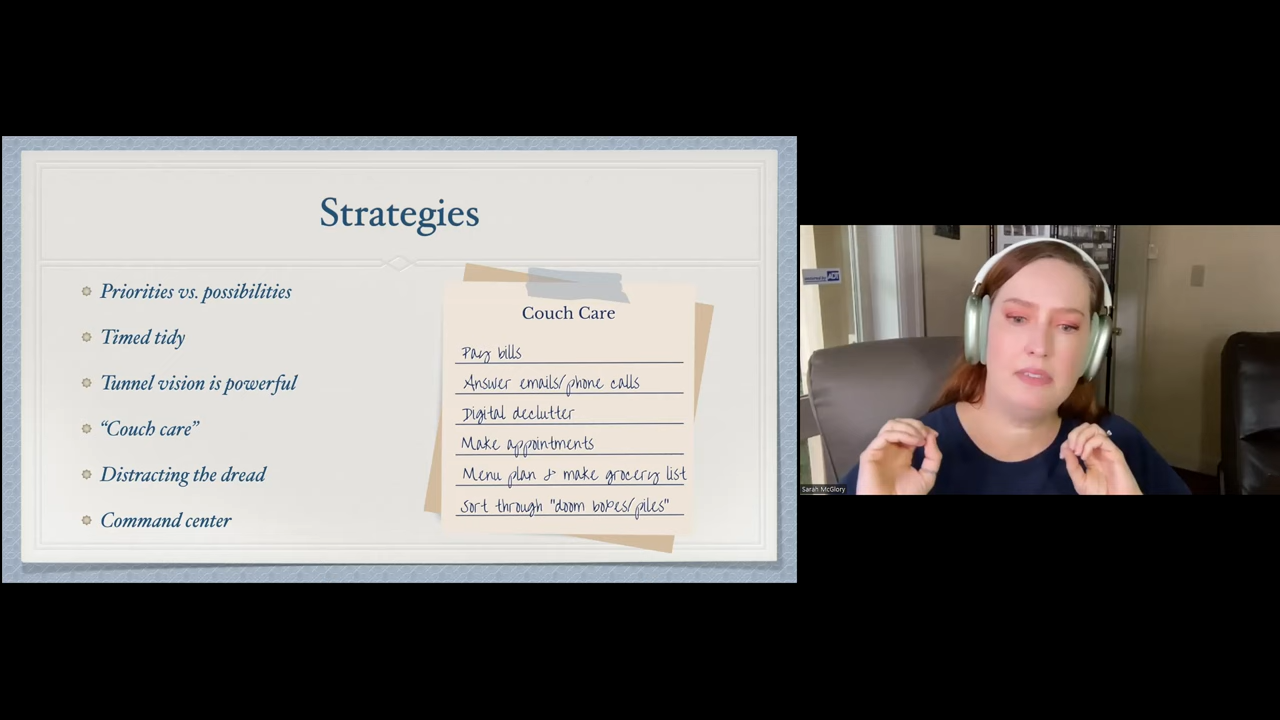 Strategies
Priorities vs. possibilities
Timed tidy
Tunnel vision is powerful
“Couch care”
Distracting the dread
Command center
Couch Care
Pay bills
Answer emails/phone calls
Digital declutter
Make appointments
Menu plan & make grocery list
Sort through "doom boxes/piles"
Sarah McGlory